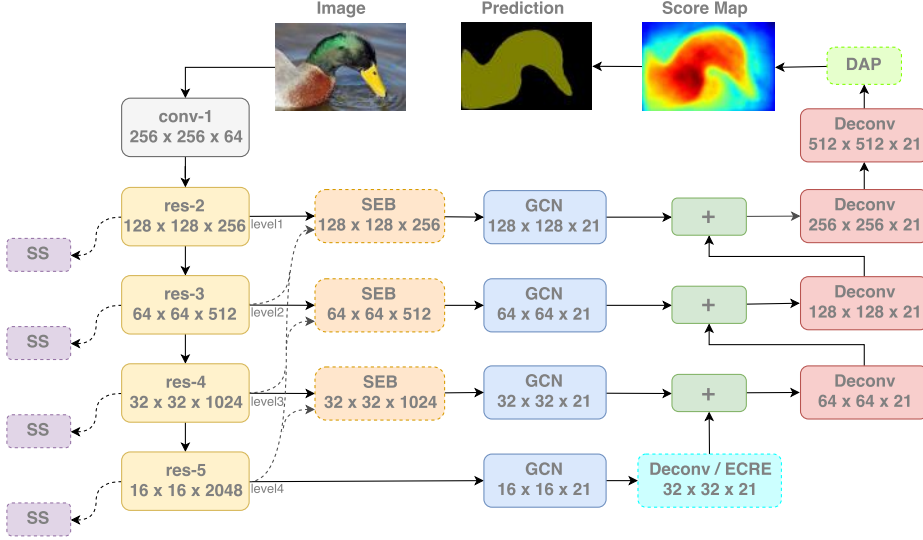 Image
Prediction
Score Map
DAP
conv-1
256 x 256 x 64
Deconv
512 x 512 x 21
res-2
128 x 128 x 256
level1
SEB
128 x 128 x 256
GCN
128 x 128 x 21
+
Deconv
256 x 256 x 21
SS
res-3
64 x 64 x 512
level2
SEB
64 x 64 x 512
GCN
64 x 64 x 21
+
Deconv
128 x 128 x 21
SS
res-4
32 x 32 x 1024
level3
SEB
32 x 32 x 1024
GCN
32 x 32 x 21
+
Deconv
64 x 64 x 21
SS
res-5
16 x 16 x 2048
level4
GCN
16 x 16 x 21
Deconv / ECRE
32 x 32 x 21
SS